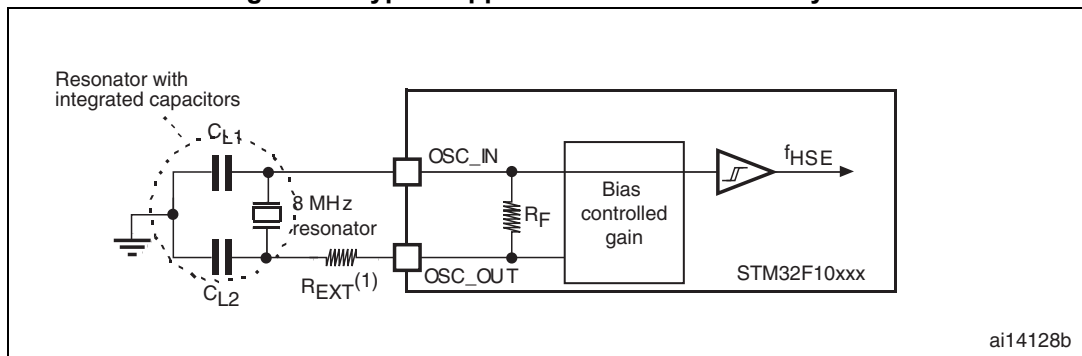 Resonator with
integrated capacitors
CL1
OSC_IN
fHSE
8 MHz
resonator
RF
Bias
controlled
gain
REXT(1)
OSC_OUT
STM32F10xxx
CL2
ai14128b